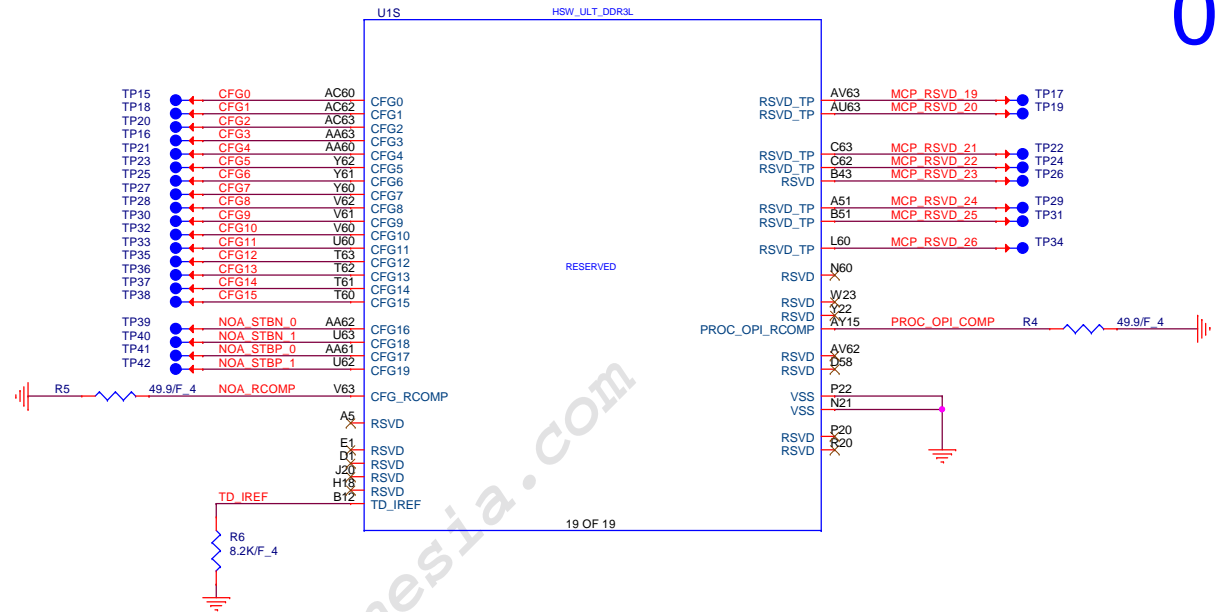 0
U1S HSW_ULT_DDR3L
TP15 CFG0 AC60 CFG0
TP18 CFG1 AC62 CFG1
TP20 CFG2 AC63 CFG2
TP16 CFG3 AA63 CFG3
TP21 CFG4 AA60 CFG4
TP23 CFG5 Y62 CFG5
TP25 CFG6 Y61 CFG6
TP27 CFG7 Y60 CFG7
TP28 CFG8 V62 CFG8
TP30 CFG9 V61 CFG9
TP32 CFG10 V60 CFG10
TP33 CFG11 U60 CFG11
TP35 CFG12 T63 CFG12
TP36 CFG13 T62 CFG13
TP37 CFG14 T61 CFG14
TP38 CFG15 T60 CFG15
TP39 NOA_STBN_0 AA62 CFG16
TP40 NOA_STBN_1 U63 CFG18
TP41 NOA_STBP_0 AA61 CFG17
TP42 NOA_STBP_1 U62 CFG19
R5 49.9/F_4 NOA_RCOMP V63 CFG_RCOMP
A5 RSVD
E1 RSVD
D1 RSVD
J20 RSVD
H18 RSVD
TD_IREF B12 TD_IREF
R6
8.2K/F_4
RESERVED
19 OF 19
RSVD_TP AV63 MCP_RSVD_19 TP17
RSVD_TP AU63 MCP_RSVD_20 TP19
RSVD_TP C63 MCP_RSVD_21 TP22
RSVD_TP C62 MCP_RSVD_22 TP24
RSVD B43 MCP_RSVD_23 TP26
RSVD_TP A51 MCP_RSVD_24 TP29
RSVD_TP B51 MCP_RSVD_25 TP31
RSVD_TP L60 MCP_RSVD_26 TP34
RSVD N60
RSVD W23
RSVD Y22
PROC_OPI_RCOMP AY15 PROC_OPI_COMP R4 49.9/F_4
RSVD AV62
RSVD D58
VSS P22
VSS N21
RSVD P20
RSVD R20
nesia.com